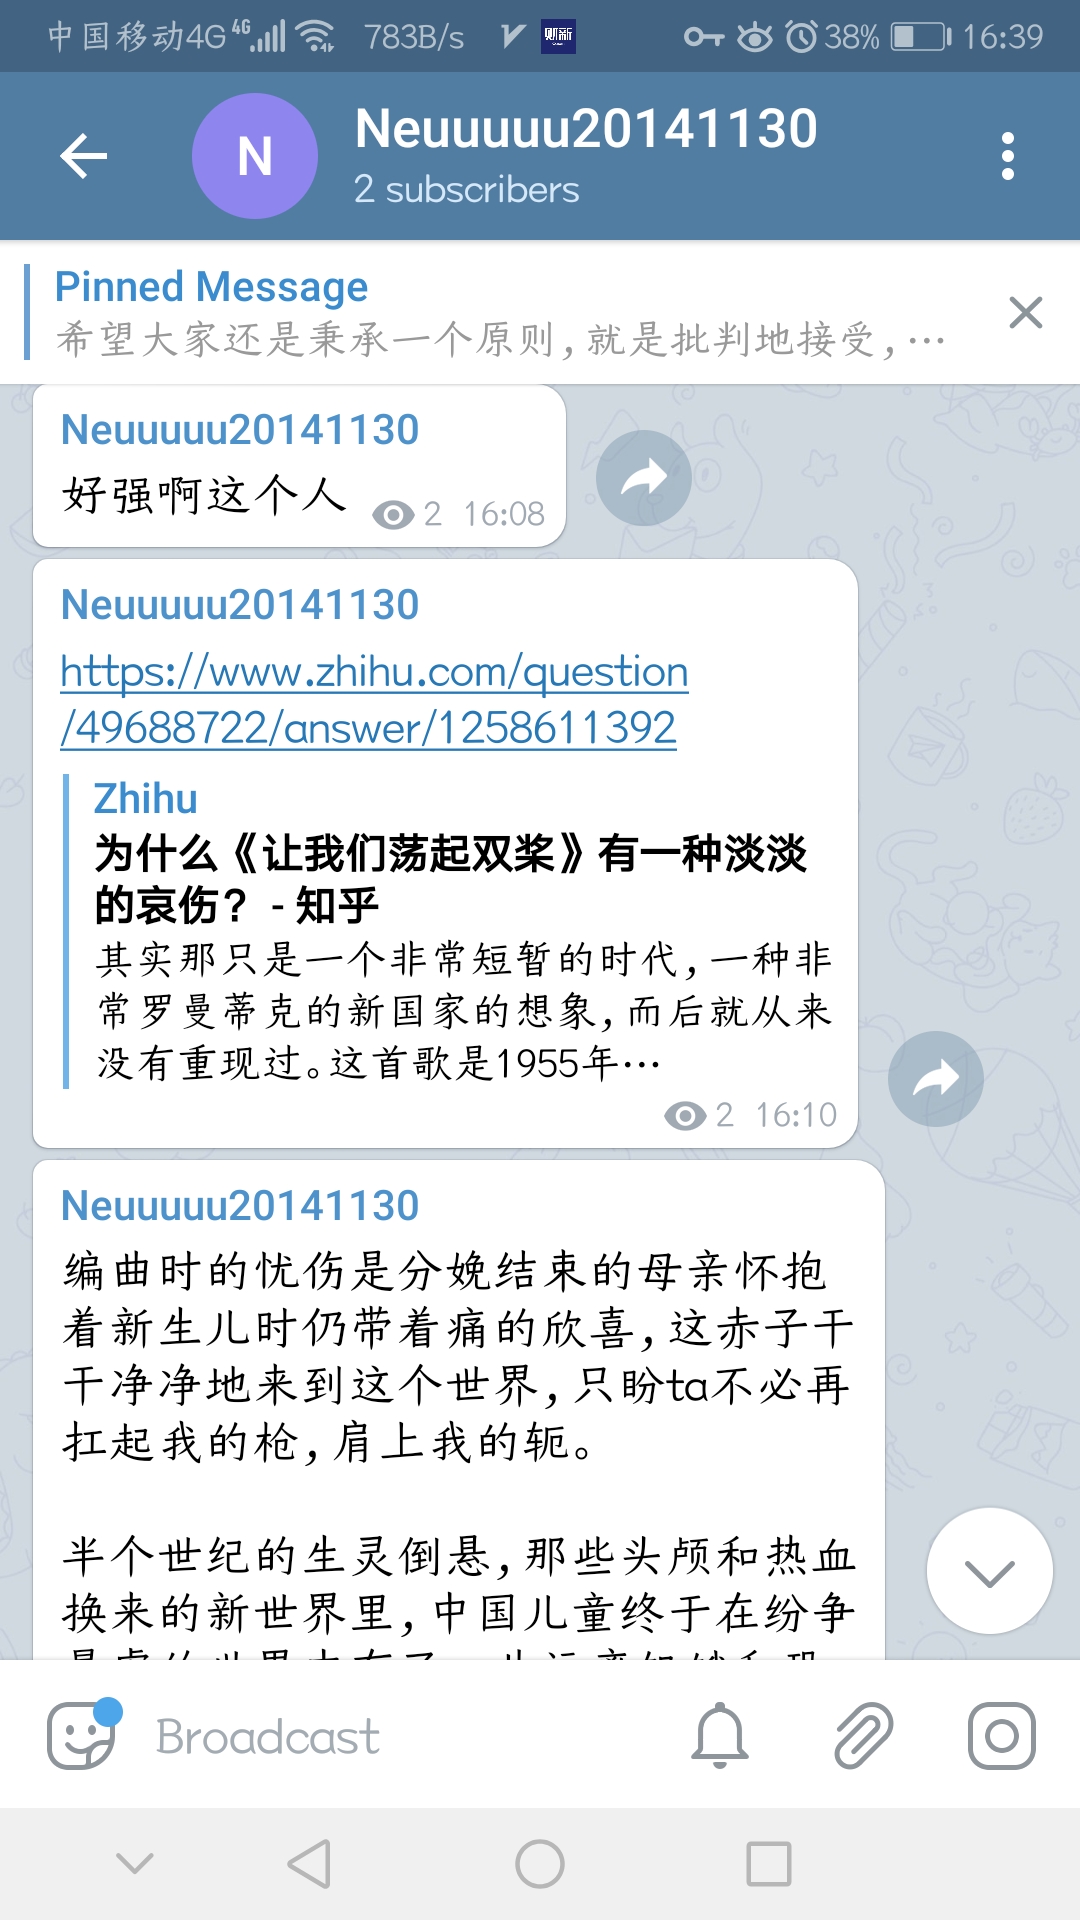 中国移动4G 4G 783B/s 财新 38% 16:39
N
Neuuuuu20141130
2 subscribers
Pinned Message
希望大家还是秉承一个原则,就是批判地接受,…
Neuuuuu20141130
好强啊这个人
2 16:08
Neuuuuu20141130
https://www.zhihu.com/question
/49688722/answer/1258611392
Zhihu
为什么《让我们荡起双桨》有一种淡淡
的哀伤？ - 知乎
其实那只是一个非常短暂的时代,一种非
常罗曼蒂克的新国家的想象,而后就从来
没有重现过。这首歌是1955年…
2 16:10
Neuuuuu20141130
编曲时的忧伤是分娩结束的母亲怀抱
着新生儿时仍带着痛的欣喜,这赤子干
干净净地来到这个世界,只盼ta不必再
扛起我的枪,肩上我的轭。
半个世纪的生灵倒悬,那些头颅和热血
换来的新世界里,中国儿童终于在纷争
Broadcast